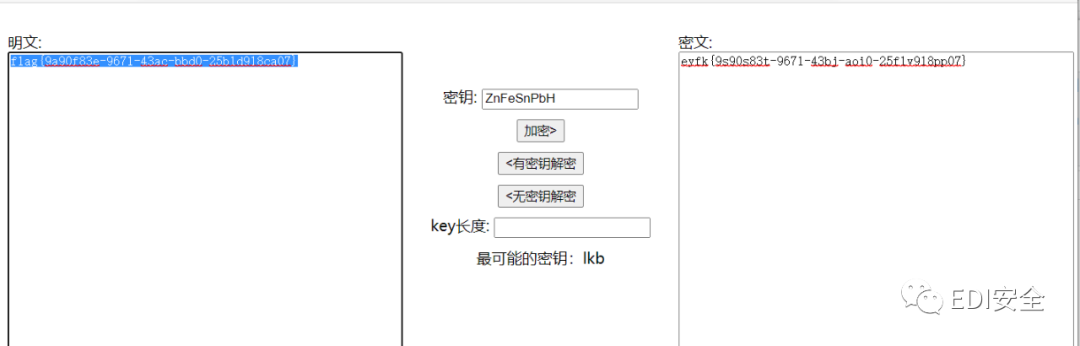 明文:
flag{9a90f83e-9671-43ac-bbd0-25b1d918ca07}
密钥: ZnFeSnPbH
加密>
<有密钥解密
<无密钥解密
key长度:
最可能的密钥：lkb
密文:
eyfk{9s90s83t-9671-43bj-aoi0-25f1v918pp07}
EDI安全